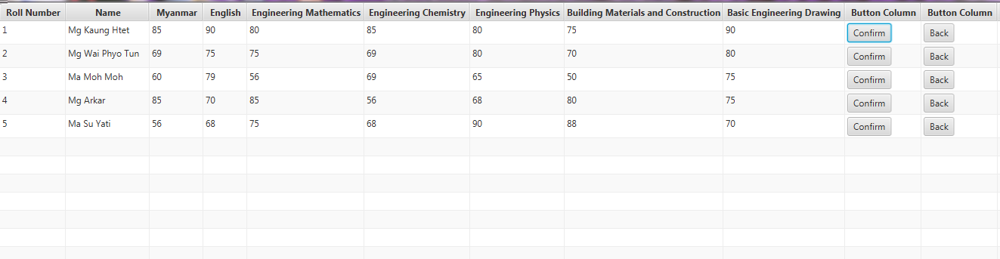 Roll Number Name Myanmar English Engineering Mathematics Engineering Chemistry Engineering Physics Building Materials and Construction Basic Engineering Drawing Button Column Button Column
1 Mg Kaung Htet 85 90 80 85 80 75 90 Confirm Back
2 Mg Wai Phyo Tun 69 75 75 69 80 70 80 Confirm Back
3 Ma Moh Moh 60 79 56 69 65 50 75 Confirm Back
4 Mg Arkar 85 70 85 56 68 80 75 Confirm Back
5 Ma Su Yati 56 68 75 68 90 88 70 Confirm Back